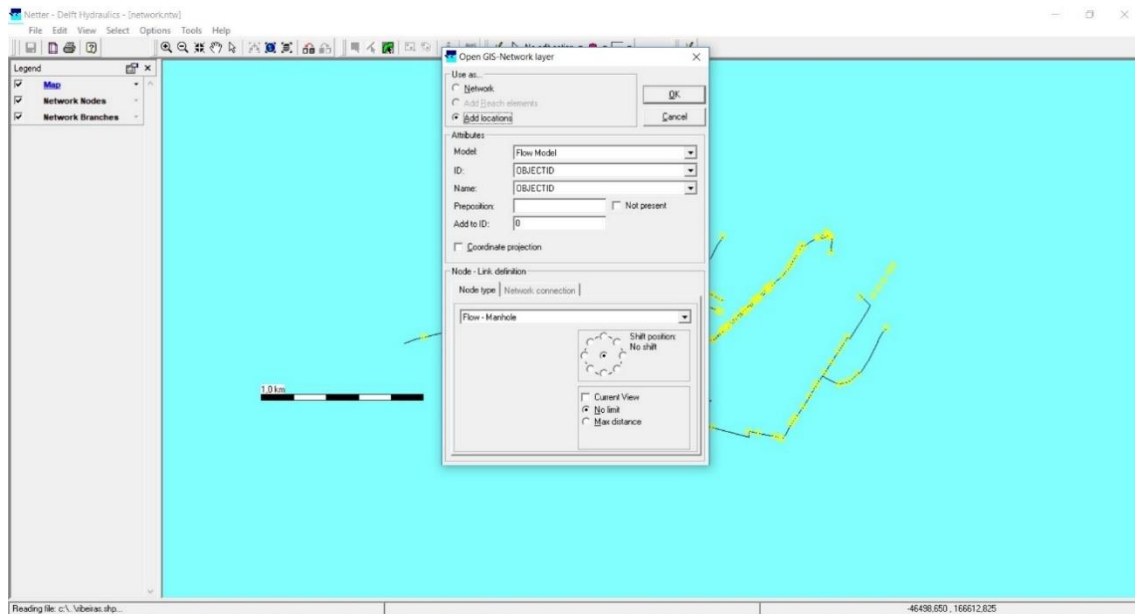 Netter - Delft Hydraulics - [network.ntw]
File Edit View Select Options Tools Help
Legend
Map
Network Nodes
Network Branches
Open GIS-Network layer
Use as...
Network
Add Reach elements
Add locations
OK
Cancel
Attributes
Model: Flow Model
ID: OBJECTID
Name: OBJECTID
Preposition: Not present
Add to ID: 0
Coordinate projection
Node - Link definition
Node type Network connection
Flow - Manhole
Shift position:
No shift
Current View
No limit
Max distance
1,0 km
Reading file: c:\..\ribeiras.shp... -46498,650 , 166612,825